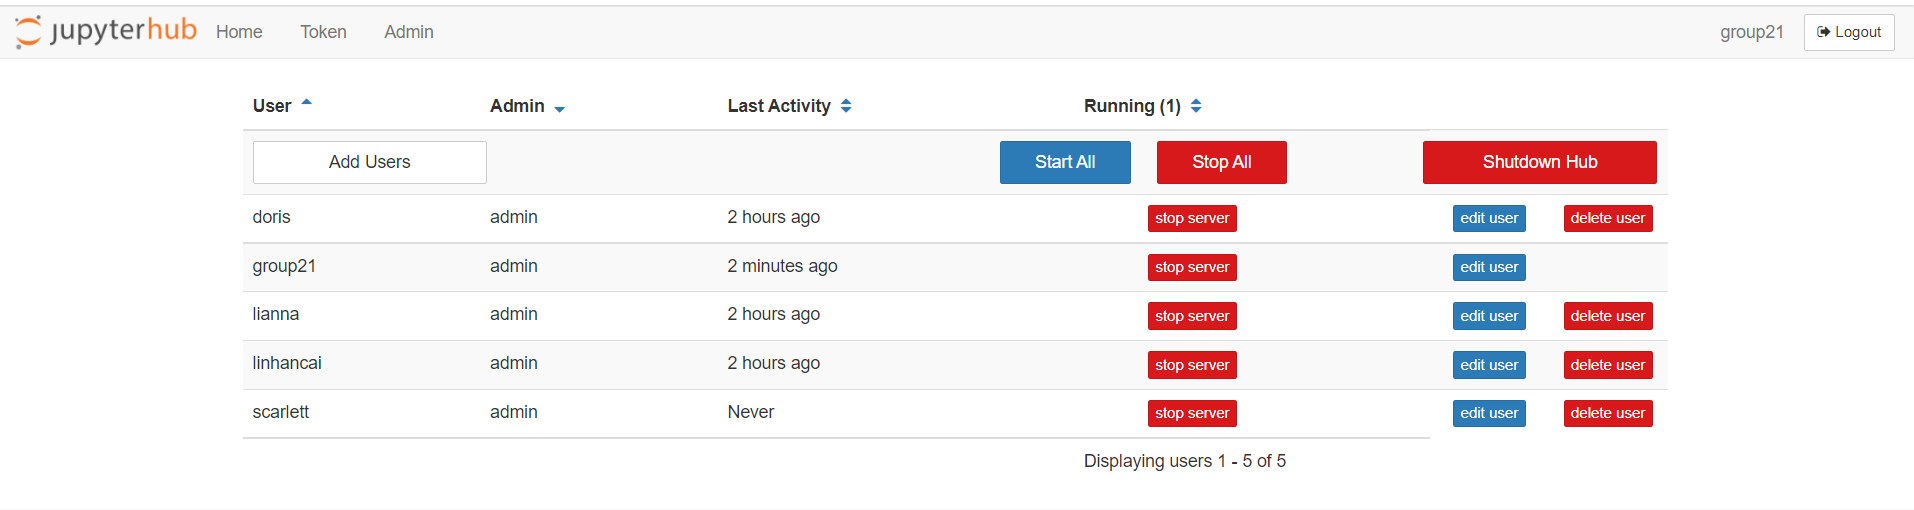 jupyterhub Home Token Admin group21 Logout
User Admin Last Activity Running (1)
Add Users Start All Stop All Shutdown Hub
doris admin 2 hours ago stop server edit user delete user
group21 admin 2 minutes ago stop server edit user
lianna admin 2 hours ago stop server edit user delete user
linhancai admin 2 hours ago stop server edit user delete user
scarlett admin Never stop server edit user delete user
Displaying users 1 - 5 of 5